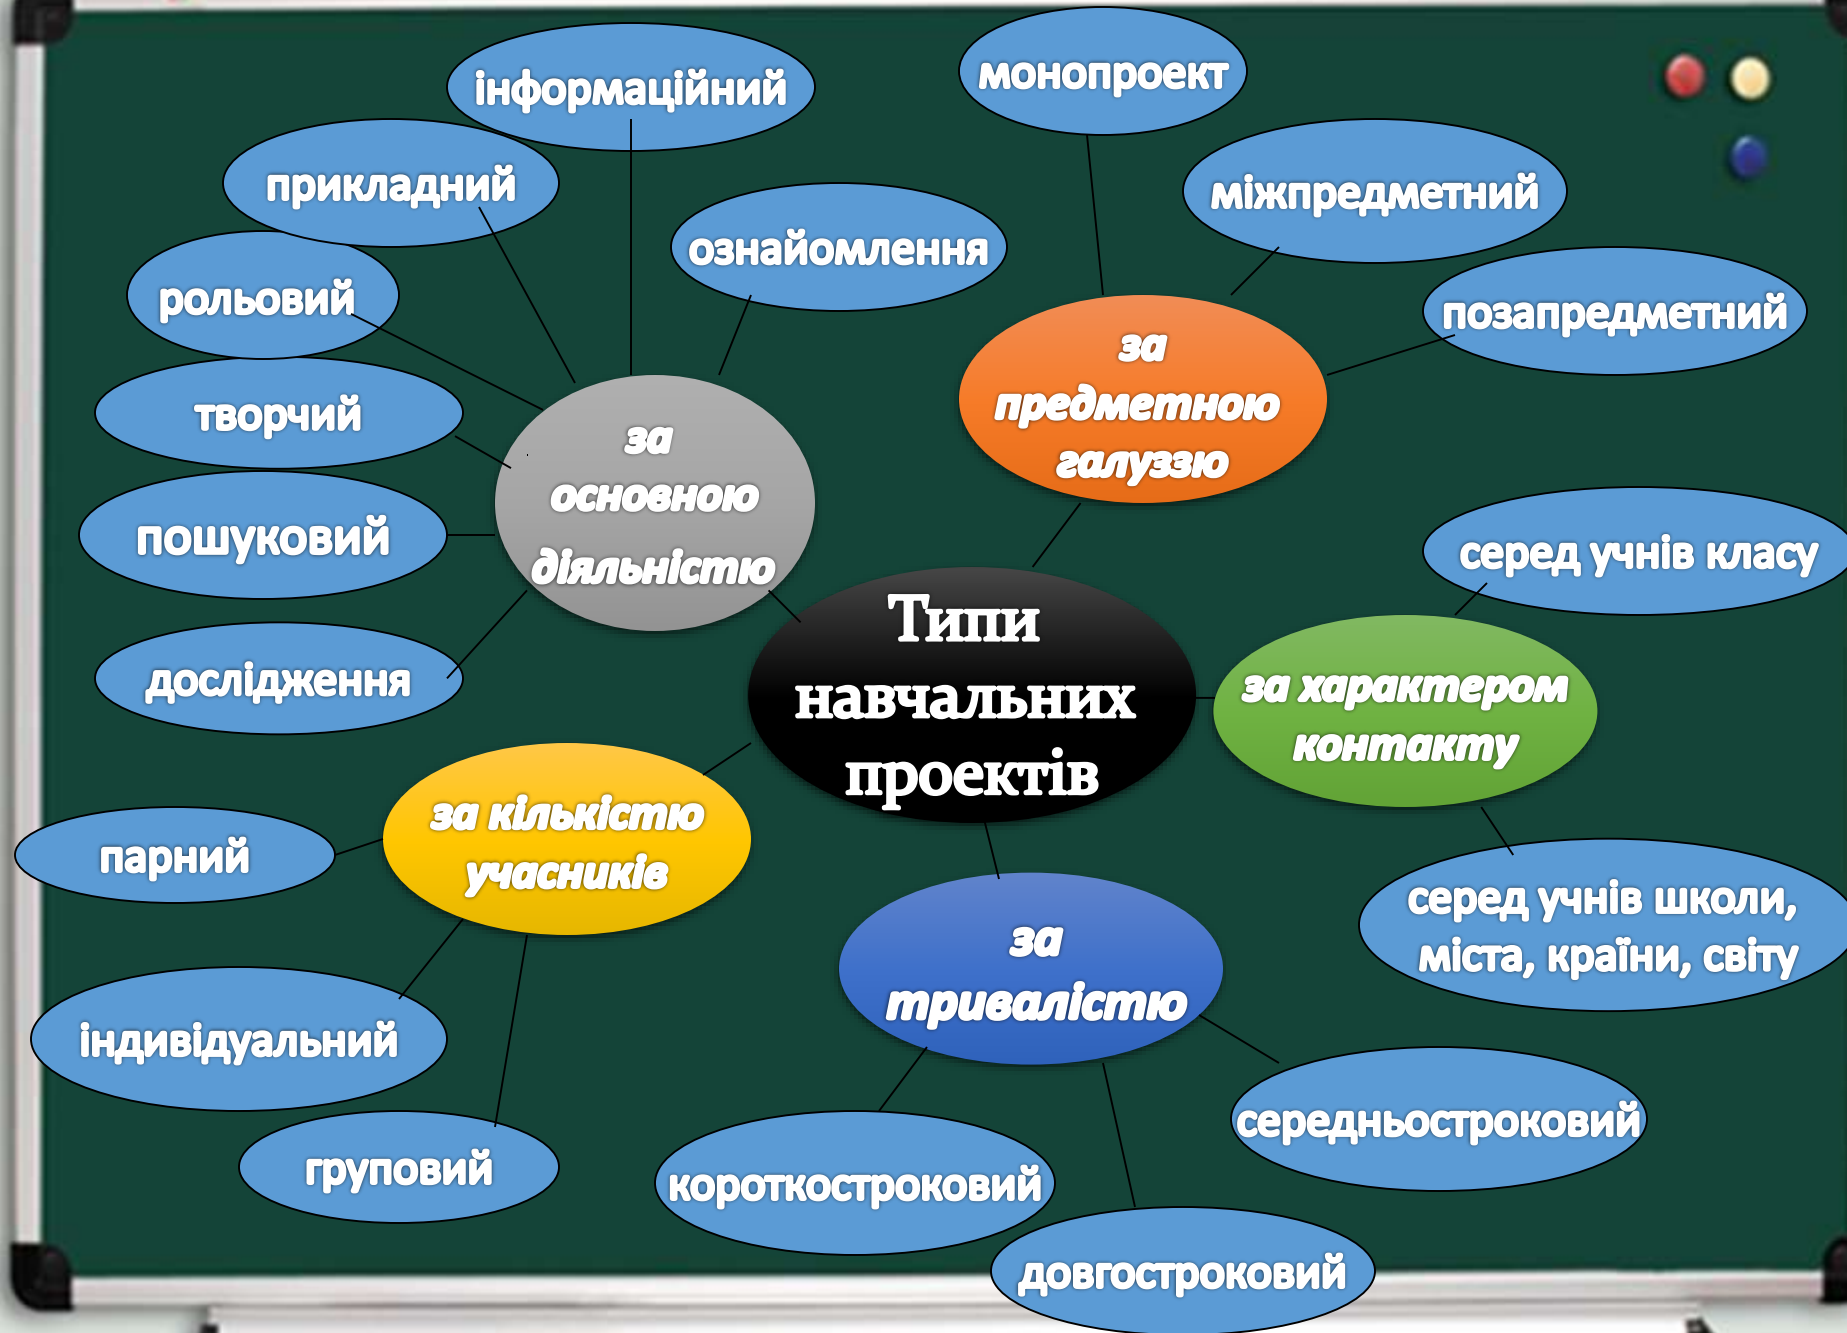 інформаційний
монопроект
прикладний
міжпредметний
ознайомлення
рольовий
позапредметний
творчий
пошуковий
дослідження
за
основною
діяльністю
за
предметною
галуззю
серед учнів класу
Типи
навчальних
проектів
за характером
контакту
за кількістю
учасників
парний
індивідуальний
груповий
за
тривалістю
серед учнів школи,
міста, країни, світу
середньостроковий
короткостроковий
довгостроковий